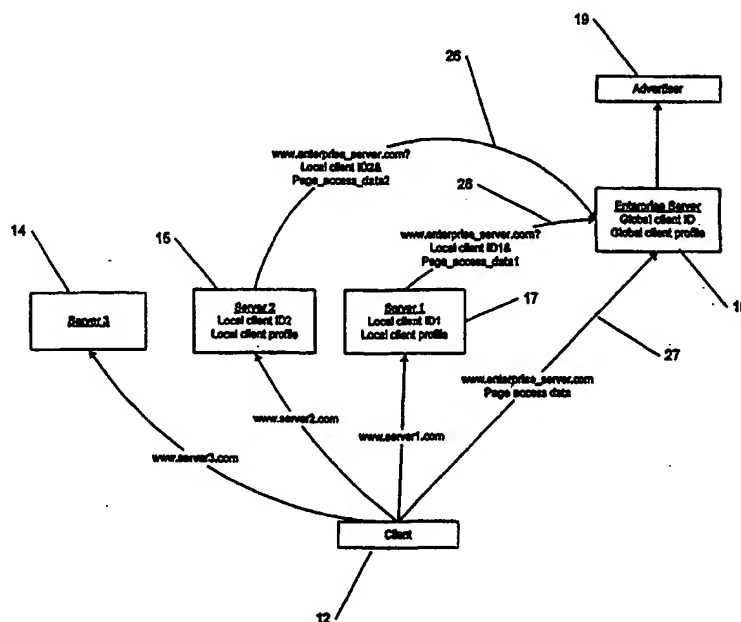 19
26
Advertiser
www.enterprise_server.com?
Local client ID2&
Page_access_data2
28
14
15
www.enterprise_server.com?
Local client ID1&
Page_access_data1
Enterprise Server
Global client ID
Global client profile
Server 3
Server 2
Local client ID2
Local client profile
Server 1
Local client ID1
Local client profile
17
27
www.enterprise_server.com
Page access data
www.server3.com
www.server2.com
www.server1.com
Client
12